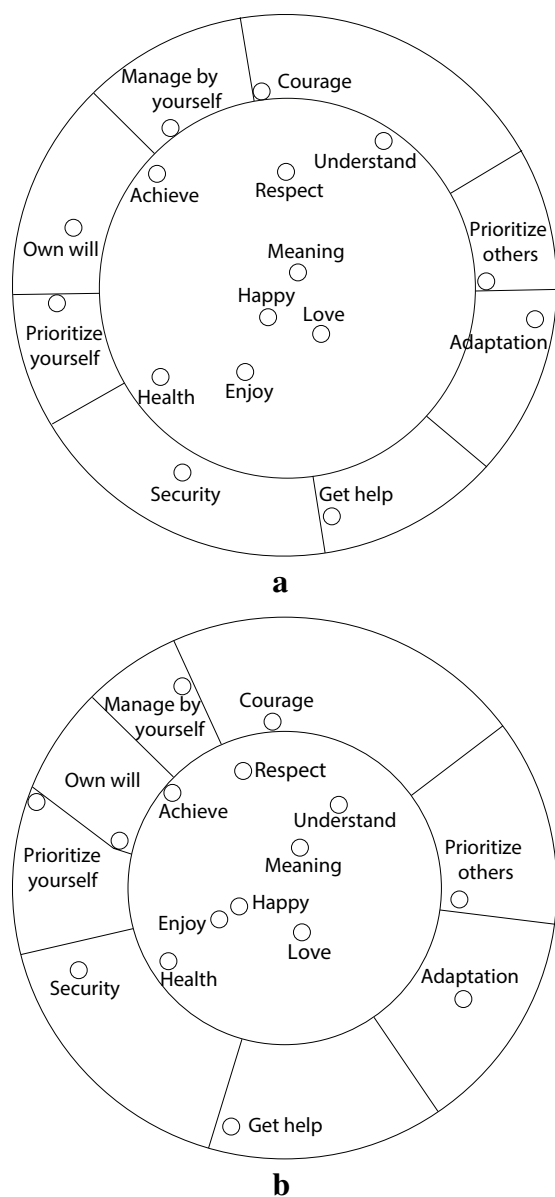 Manage by
yourself
Courage
Understand
Achieve
Respect
Own will
Prioritize
others
Meaning
Happy
Love
Prioritize
yourself
Adaptation
Health
Enjoy
Security
Get help
a
Manage by
yourself
Courage
Respect
Own will
Achieve
Understand
Prioritize
yourself
Meaning
Prioritize
others
Happy
Enjoy
Love
Security
Health
Adaptation
Get help
b